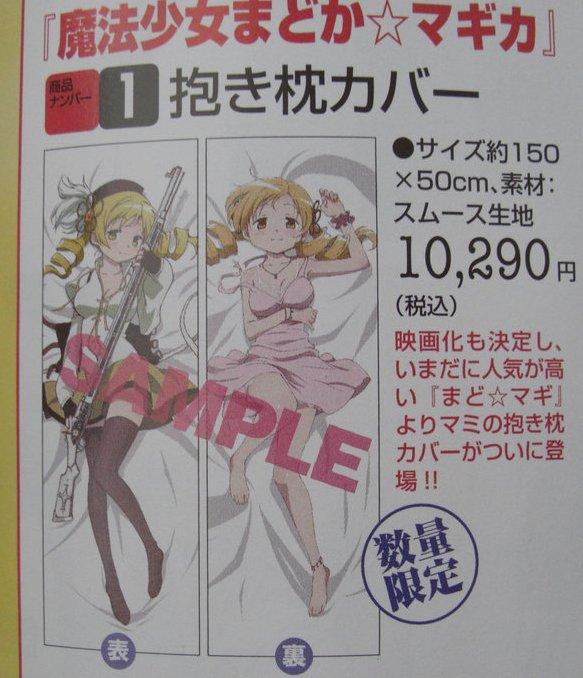 『魔法少女まどか☆マギカ』
商品
ナンバー
1 抱き枕カバー
●サイズ約150
×50cm、素材:
スムース生地
10,290円
(税込)
映画化も決定し、
いまだに人気が高
い『まど☆マギ』
よりマミの抱き枕
カバーがついに登
場!!
SAMPLE
数量
限定
表
裏